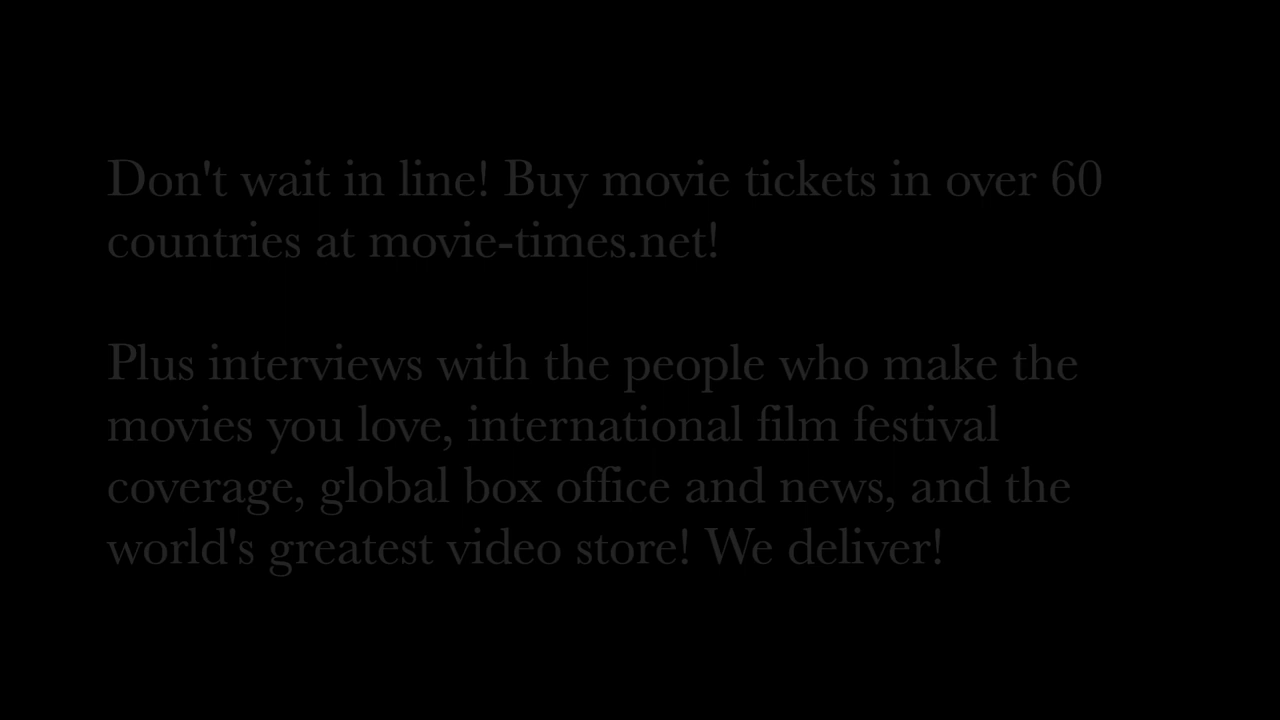 Don't wait in line! Buy movie tickets in over 60
countries at movie-times.net!
Plus interviews with the people who make the
movies you love, international film festival
coverage, global box office and news, and the
world's greatest video store! We deliver!